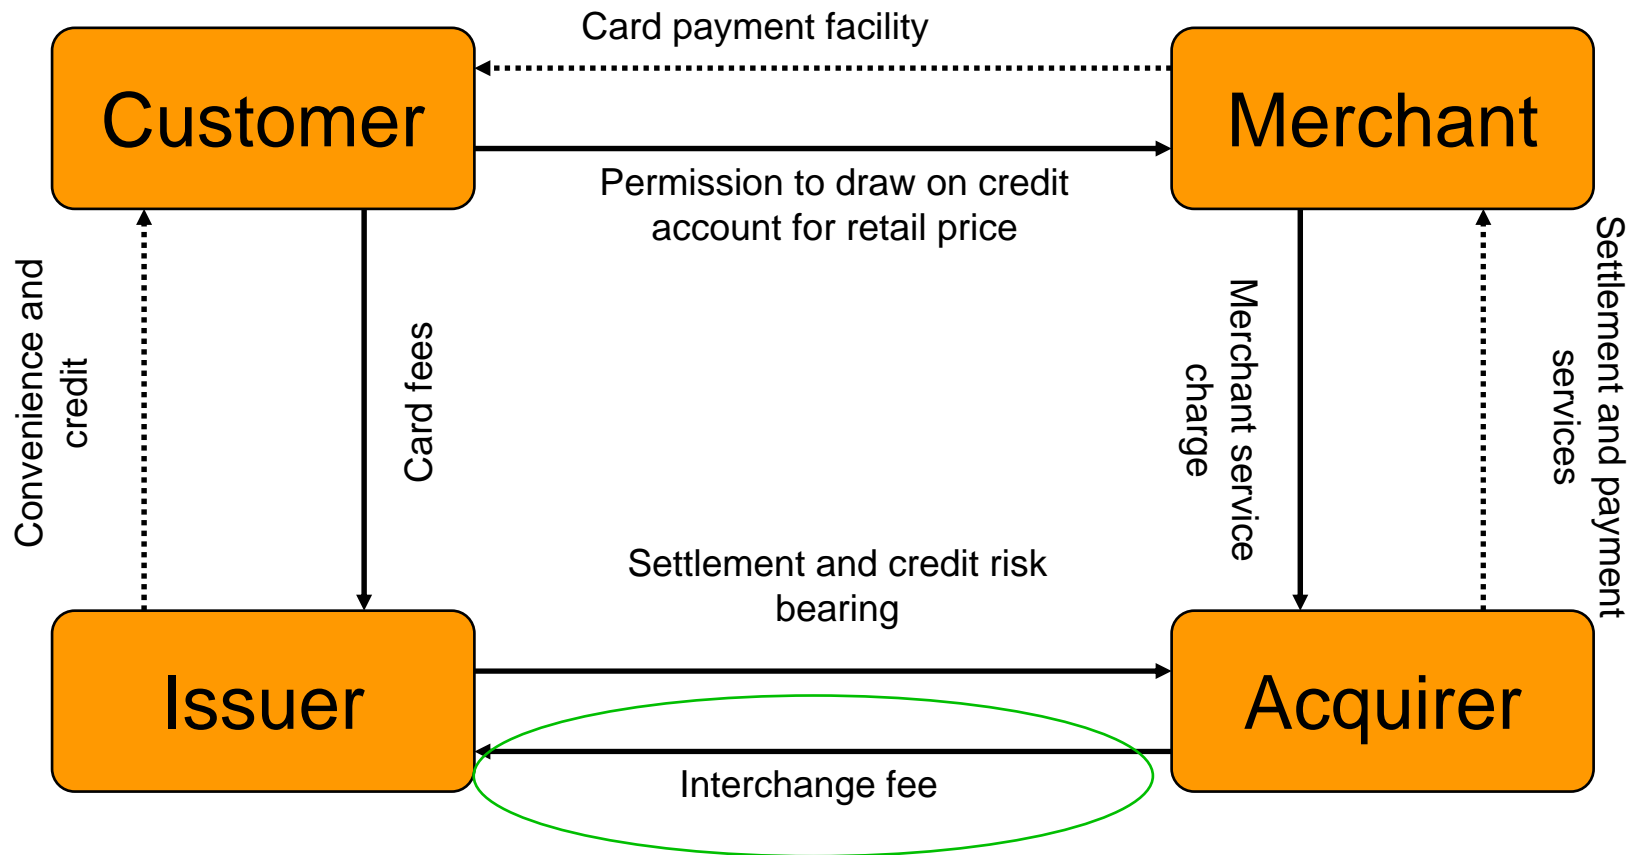 Card payment facility
Customer
Merchant
Permission to draw on credit
account for retail price
Convenience and
credit
Card fees
Merchant service
charge
Settlement and payment
services
Settlement and credit risk
bearing
Issuer
Acquirer
Interchange fee